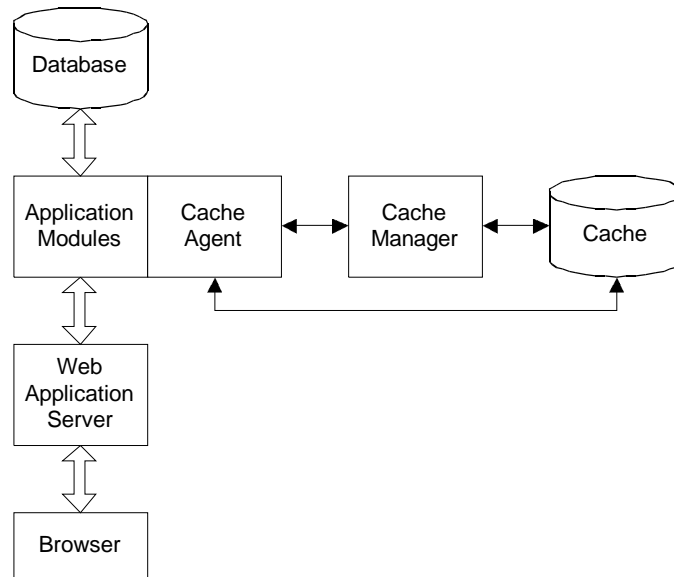 Database
Application
Modules
Cache
Agent
Cache
Manager
Cache
Web
Application
Server
Browser